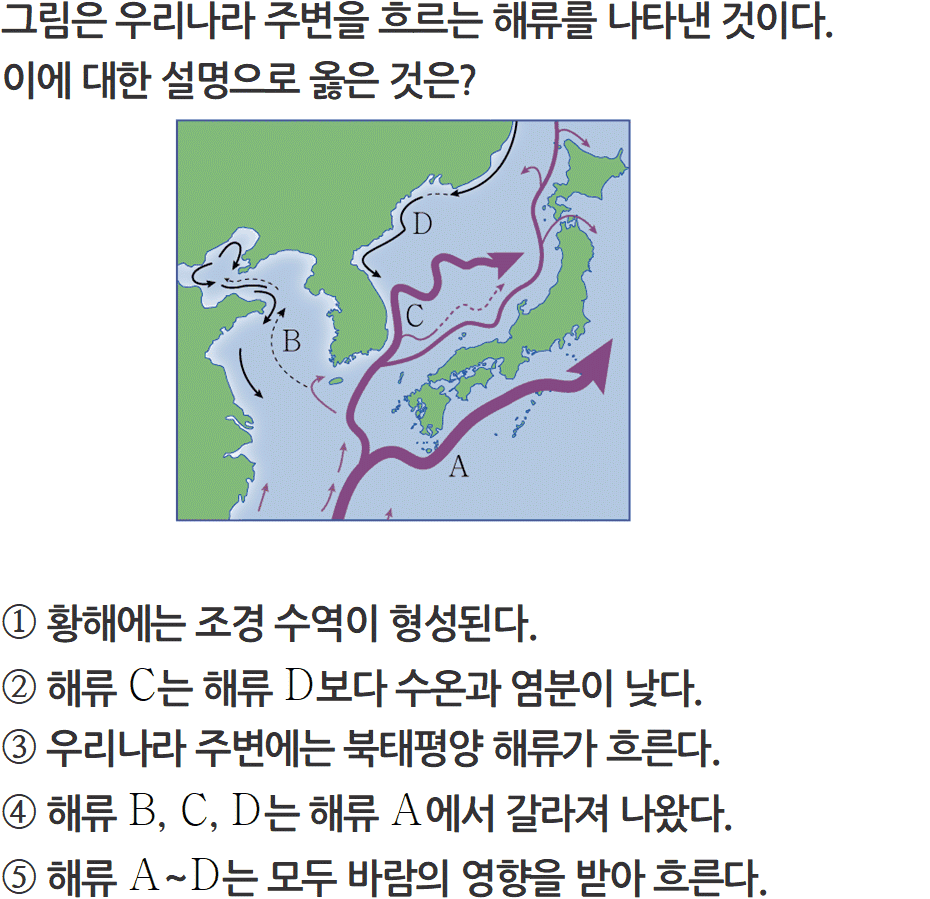 그림은 우리나라 주변을 흐르는 해류를 나타낸 것이다.
이에 대한 설명으로 옳은 것은?
D
C
B
A
① 황해에는 조경 수역이 형성된다.
② 해류 C는 해류 D보다 수온과 염분이 낮다.
③ 우리나라 주변에는 북태평양 해류가 흐른다.
④ 해류 B, C, D는 해류 A에서 갈라져 나왔다.
⑤ 해류 A~D는 모두 바람의 영향을 받아 흐른다.